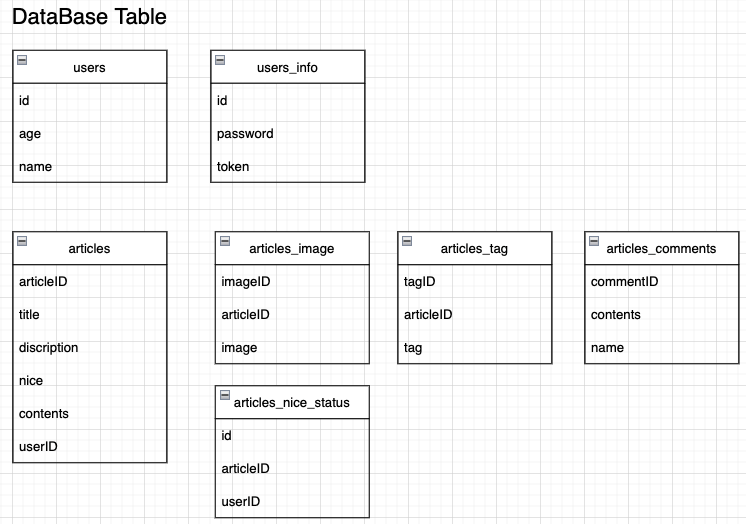 DataBase Table
users
id
age
name
users_info
id
password
token
articles
articleID
title
discription
nice
contents
userID
articles_image
imageID
articleID
image
articles_tag
tagID
articleID
tag
articles_comments
commentID
contents
name
articles_nice_status
id
articleID
userID